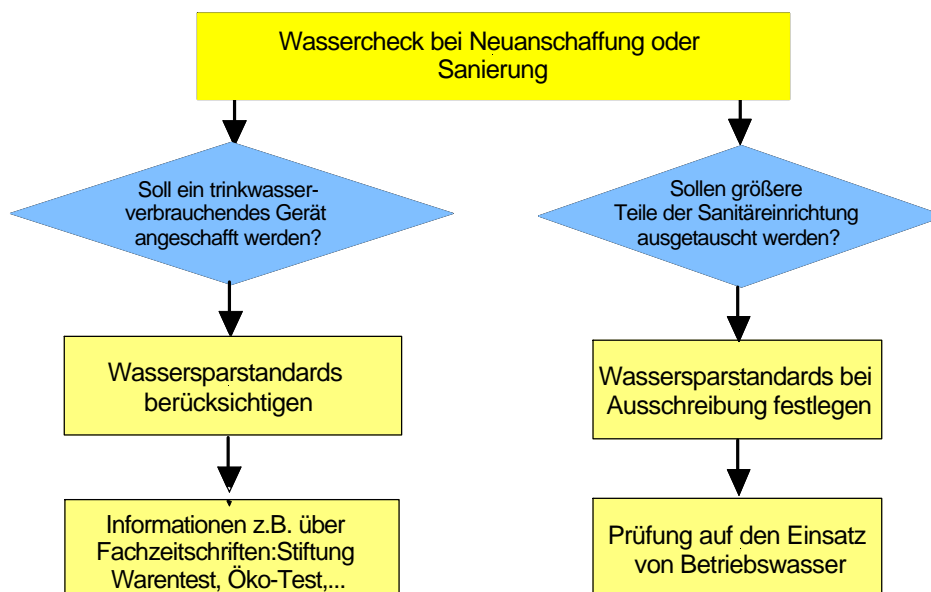 Wassercheck bei Neuanschaffung oder
Sanierung
Soll ein trinkwasser-
verbrauchendes Gerät
angeschafft werden?
Sollen größere
Teile der Sanitäreinrichtung
ausgetauscht werden?
Wassersparstandards
berücksichtigen
Wassersparstandards bei
Ausschreibung festlegen
Informationen z.B. über
Fachzeitschriften:Stiftung
Warentest, Öko-Test,...
Prüfung auf den Einsatz
von Betriebswasser